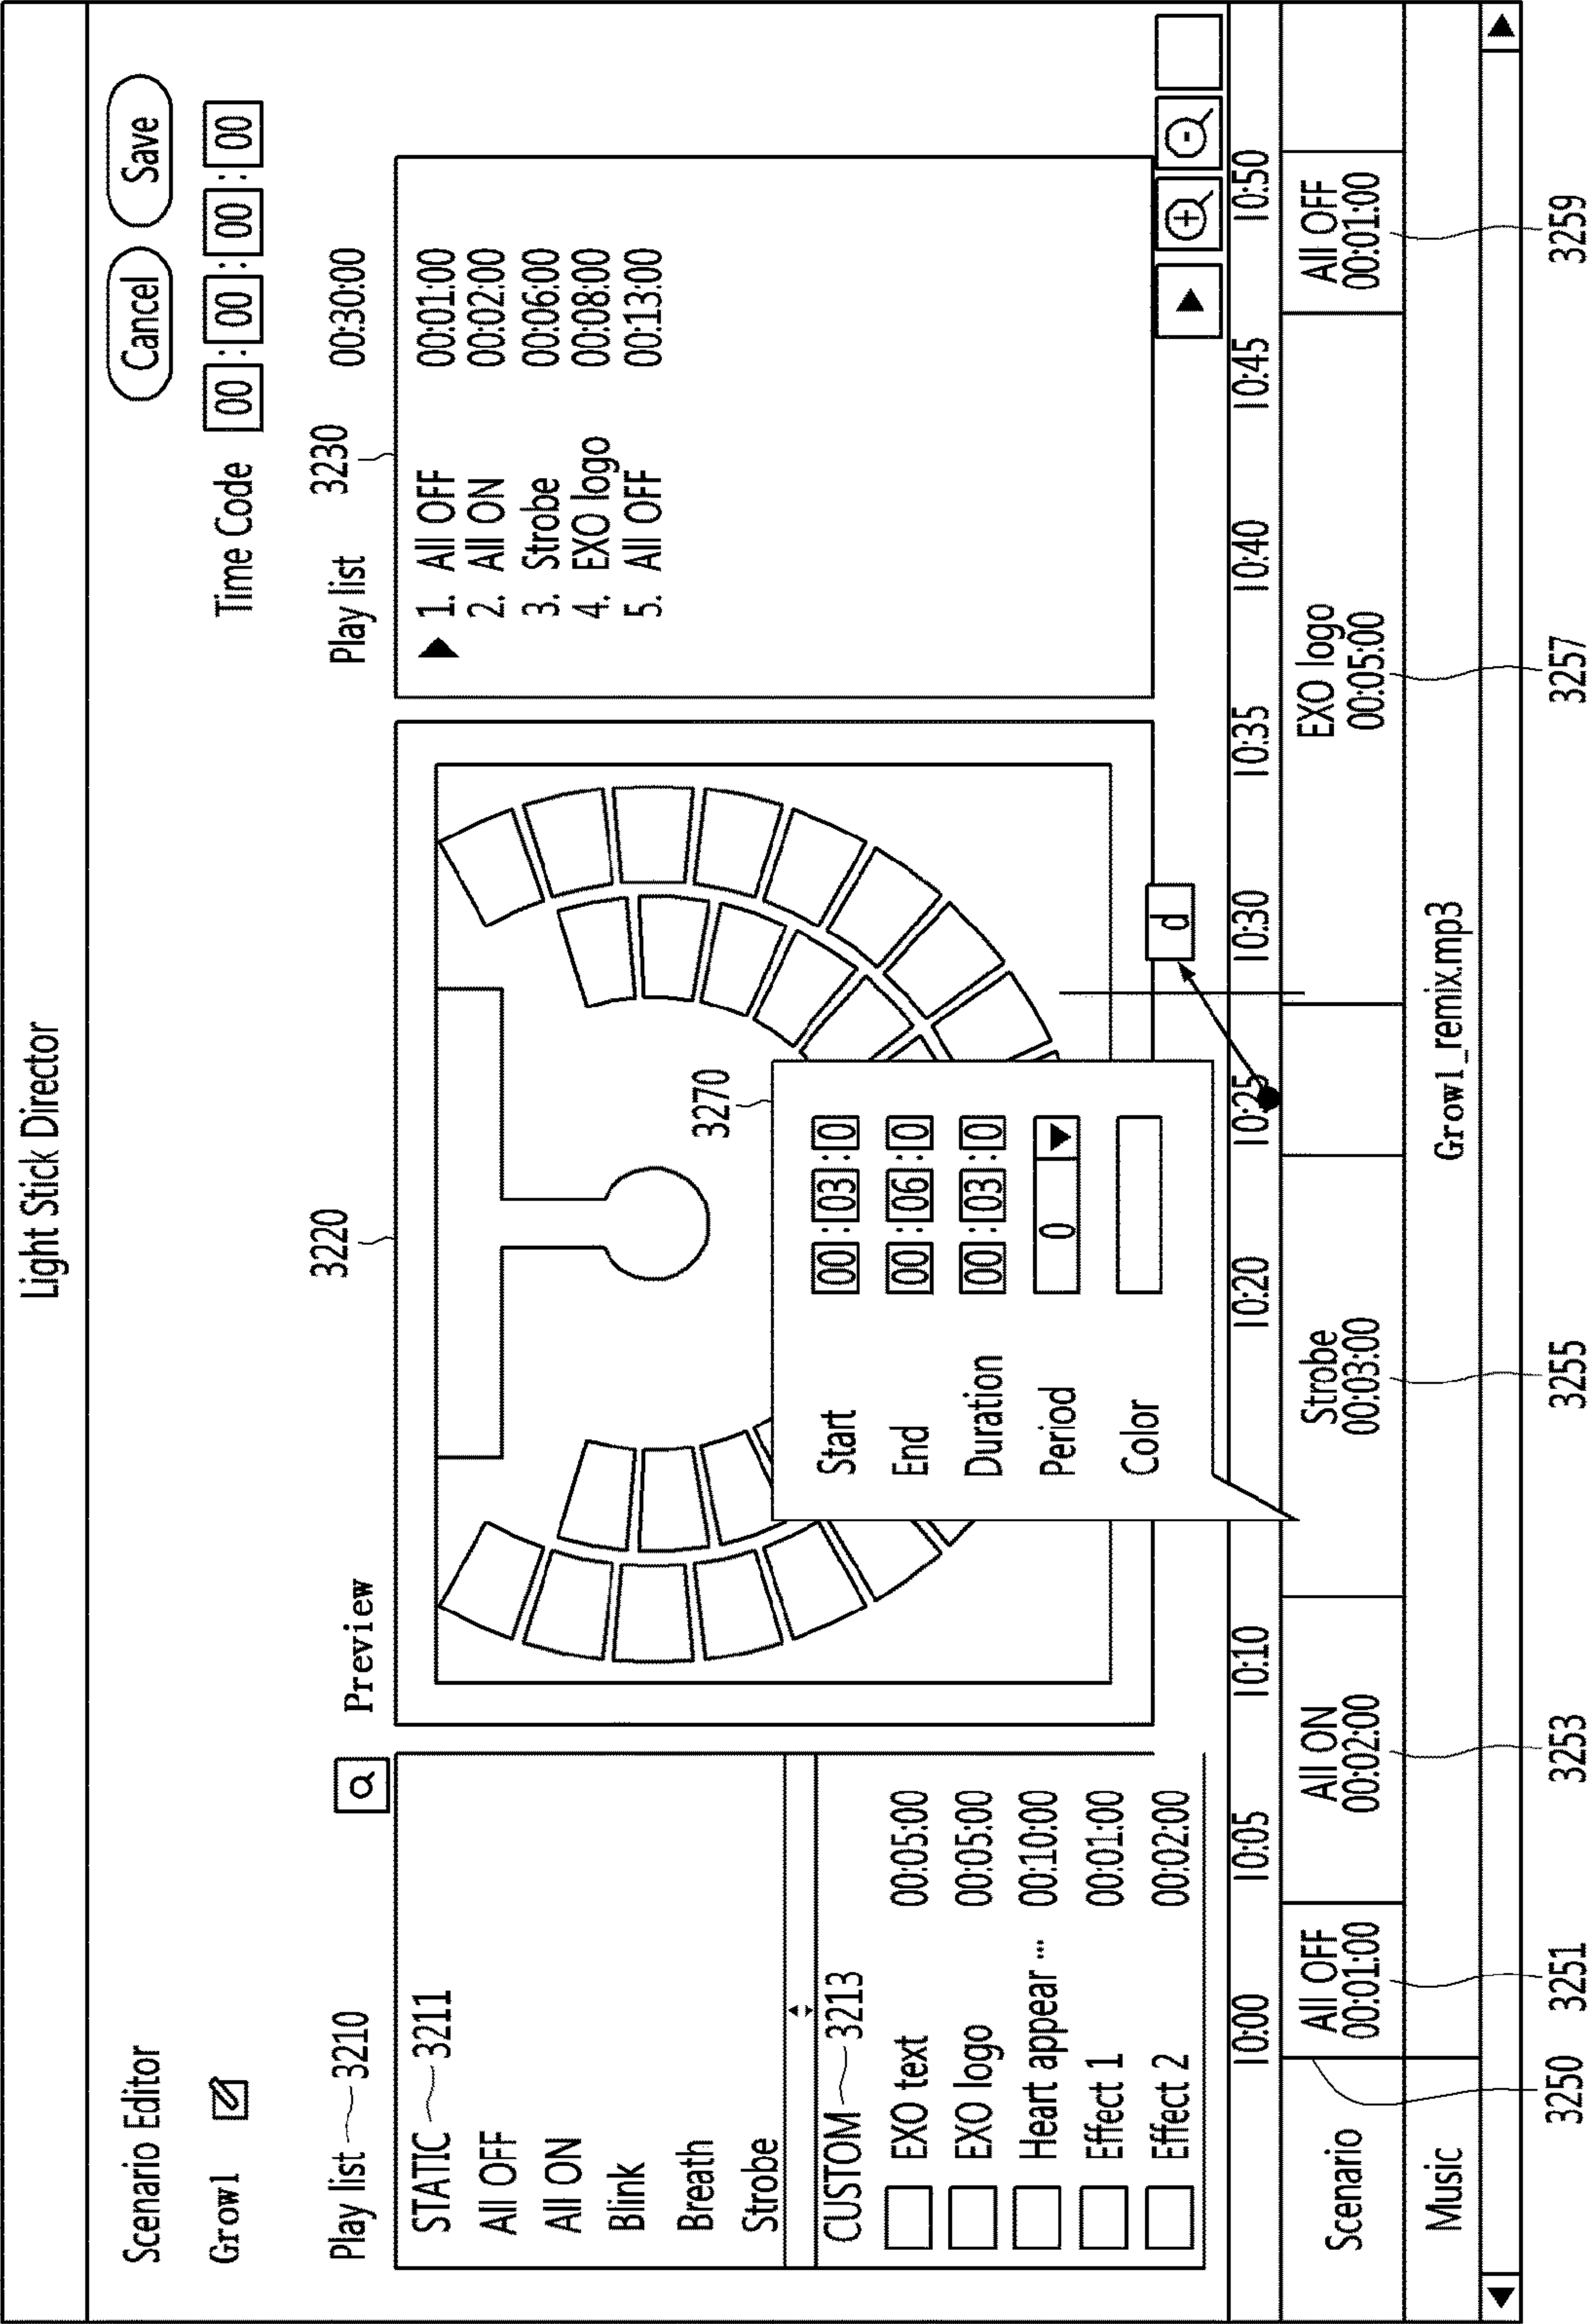 Light Stick Director
Scenario Editor
Cancel
Save
Growl
Time Code 00 : 00 : 00 : 00
Play list 3210
Preview
3220
Play list 3230 00:30:00
STATIC 3211
All OFF
All ON
Blink
Breath
Strobe
CUSTOM 3213
EXO text 00:05:00
EXO logo 00:05:00
Heart appear ··· 00:10:00
Effect 1 00:01:00
Effect 2 00:02:00
1. All OFF 00:01:00
2. All ON 00:02:00
3. Strobe 00:06:00
4. EXO logo 00:08:00
5. All OFF 00:13:00
3270
Start 00 : 03 : 0
End 00 : 06 : 0
Duration 00 : 03 : 0
Period 0
Color
d
10:00 10:05 10:10 10:20 10:25 10:30 10:35 10:40 10:45 10:50
Scenario
All OFF
00:01:00
All ON
00:02:00
Strobe
00:03:00
EXO logo
00:05:00
All OFF
00:01:00
Music
Growl_remix.mp3
3250 3251 3253 3255 3257 3259